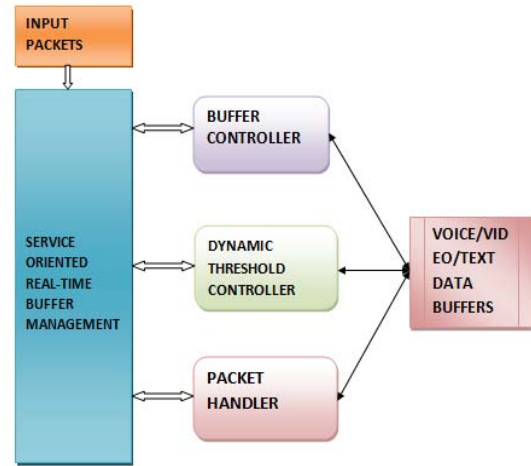 INPUT
PACKETS
SERVICE
ORIENTED
REAL-TIME
BUFFER
MANAGEMENT
BUFFER
CONTROLLER
DYNAMIC
THRESHOLD
CONTROLLER
PACKET
HANDLER
VOICE/VID
EO/TEXT
DATA
BUFFERS